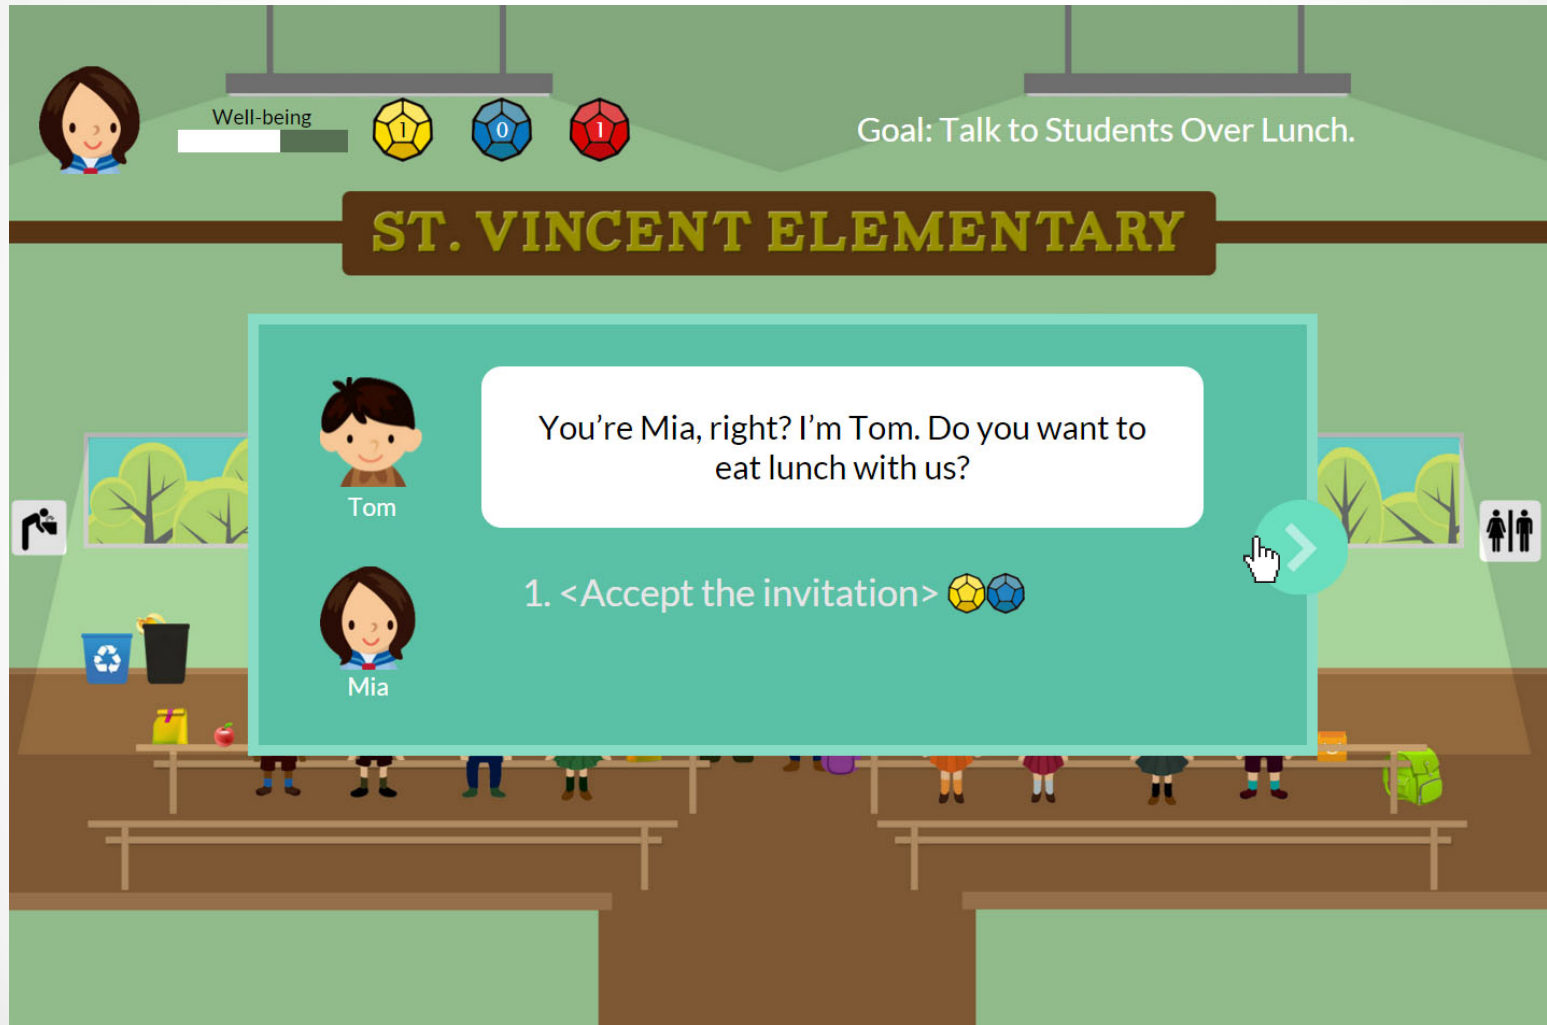 Well-being
1
0
1
Goal: Talk to Students Over Lunch.
ST. VINCENT ELEMENTARY
You’re Mia, right? I’m Tom. Do you want to
eat lunch with us?
Tom
1. <Accept the invitation>
Mia